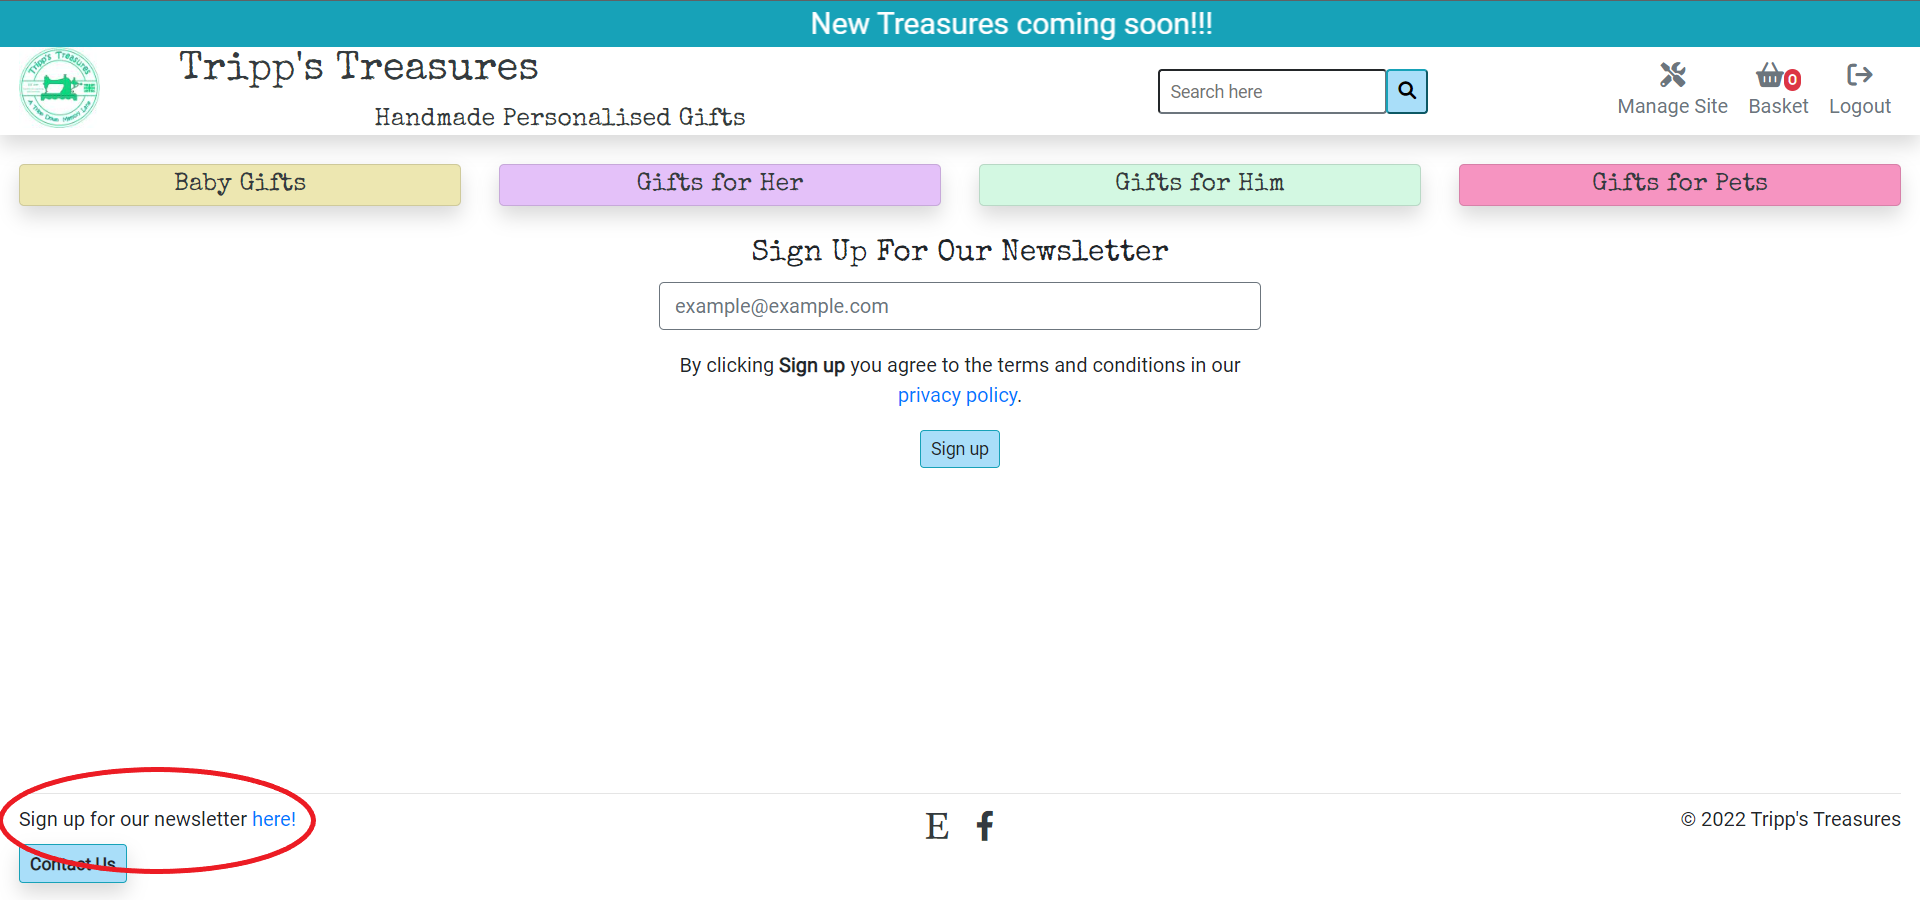 New Treasures coming soon!!!
Tripp's Treasures
Tripp's Treasures
Handmade Personalised Gifts
Search here
Manage Site
Basket
0
Logout
Baby Gifts
Gifts for Her
Gifts for Him
Gifts for Pets
Sign Up For Our Newsletter
example@example.com
By clicking Sign up you agree to the terms and conditions in our
privacy policy.
Sign up
Sign up for our newsletter here!
Contact Us
E
© 2022 Tripp's Treasures